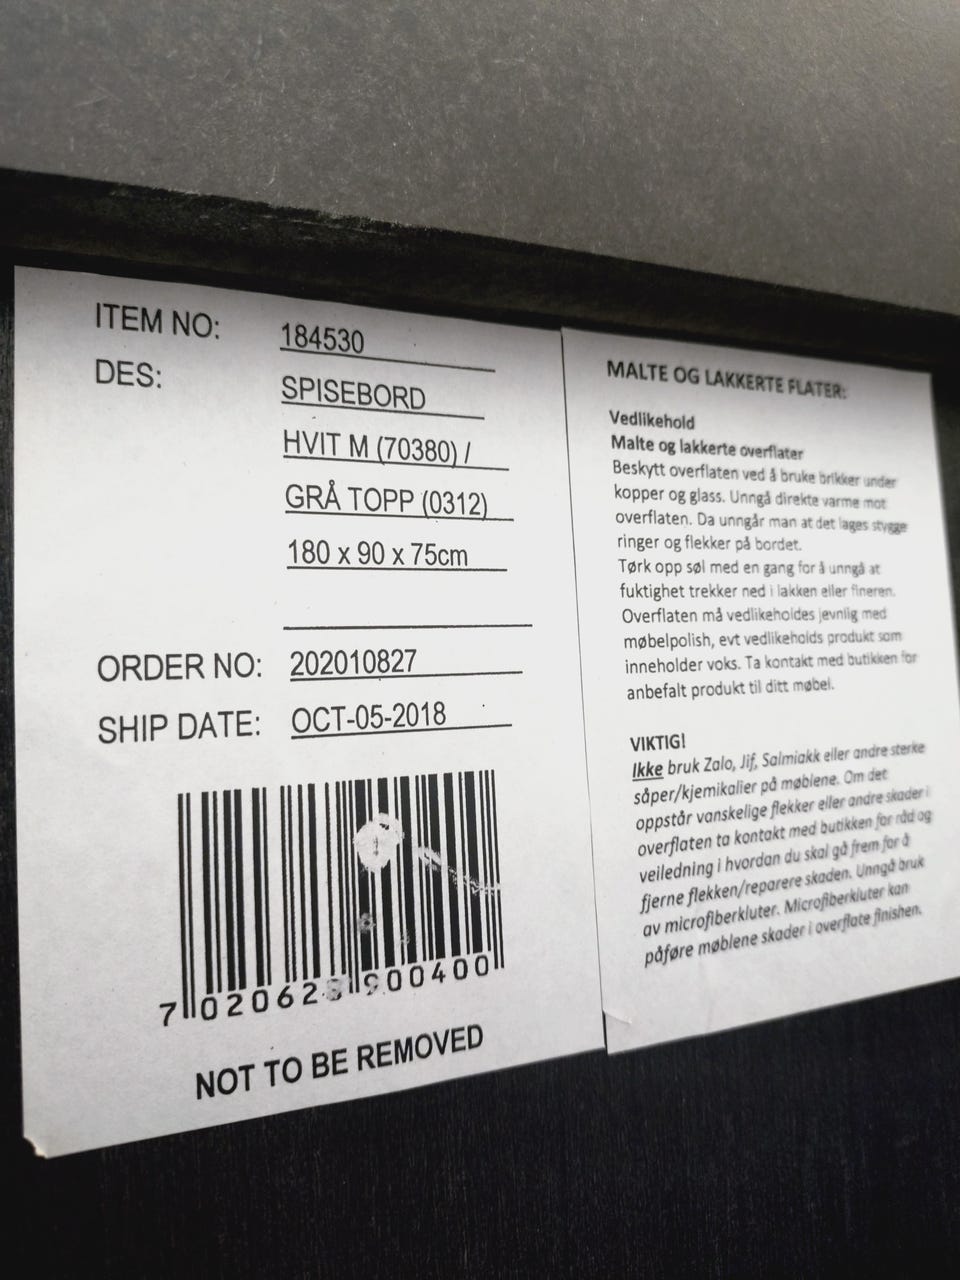 ITEM NO: 184530
DES: SPISEBORD
HVIT M (70380) /
GRÅ TOPP (0312)
180 x 90 x 75cm
ORDER NO: 202010827
SHIP DATE: OCT-05-2018
7 020623 900400
NOT TO BE REMOVED
MALTE OG LAKKERTE FLATER:
Vedlikehold
Malte og lakkerte overflater
Beskytt overflaten ved å bruke brikker under
kopper og glass. Unngå direkte varme mot
overflaten. Da unngår man at det lages stygge
ringer og flekker på bordet.
Tørk opp søl med en gang for å unngå at
fuktighet trekker ned i lakken eller fineren.
Overflaten må vedlikeholdes jevnlig med
møbelpolish, evt vedlikeholds produkt som
inneholder voks. Ta kontakt med butikken for
anbefalt produkt til ditt møbel.
VIKTIG!
Ikke bruk Zalo, Jif, Salmiakk eller andre sterke
såper/kjemikalier på møblene. Om det
oppstår vanskelige flekker eller andre skader i
overflaten ta kontakt med butikken for råd og
veiledning i hvordan du skal gå frem for å
fjerne flekken/reparere skaden. Unngå bruk
av microfiberkluter. Microfiberkluter kan
påføre møblene skader i overflate finishen.